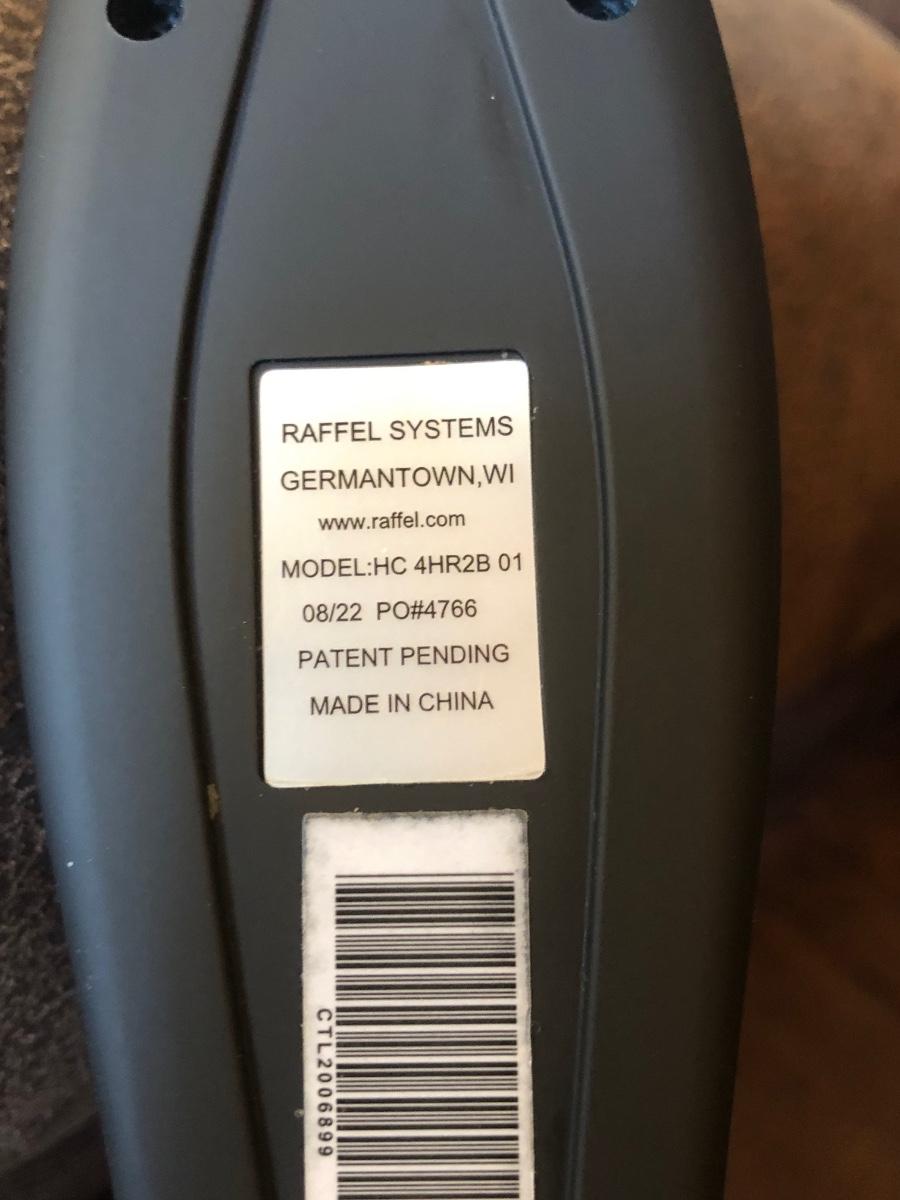 RAFFEL SYSTEMS
GERMANTOWN,WI
www.raffel.com
MODEL:HC 4HR2B 01
08/22 PO#4766
PATENT PENDING
MADE IN CHINA
CTL2006899